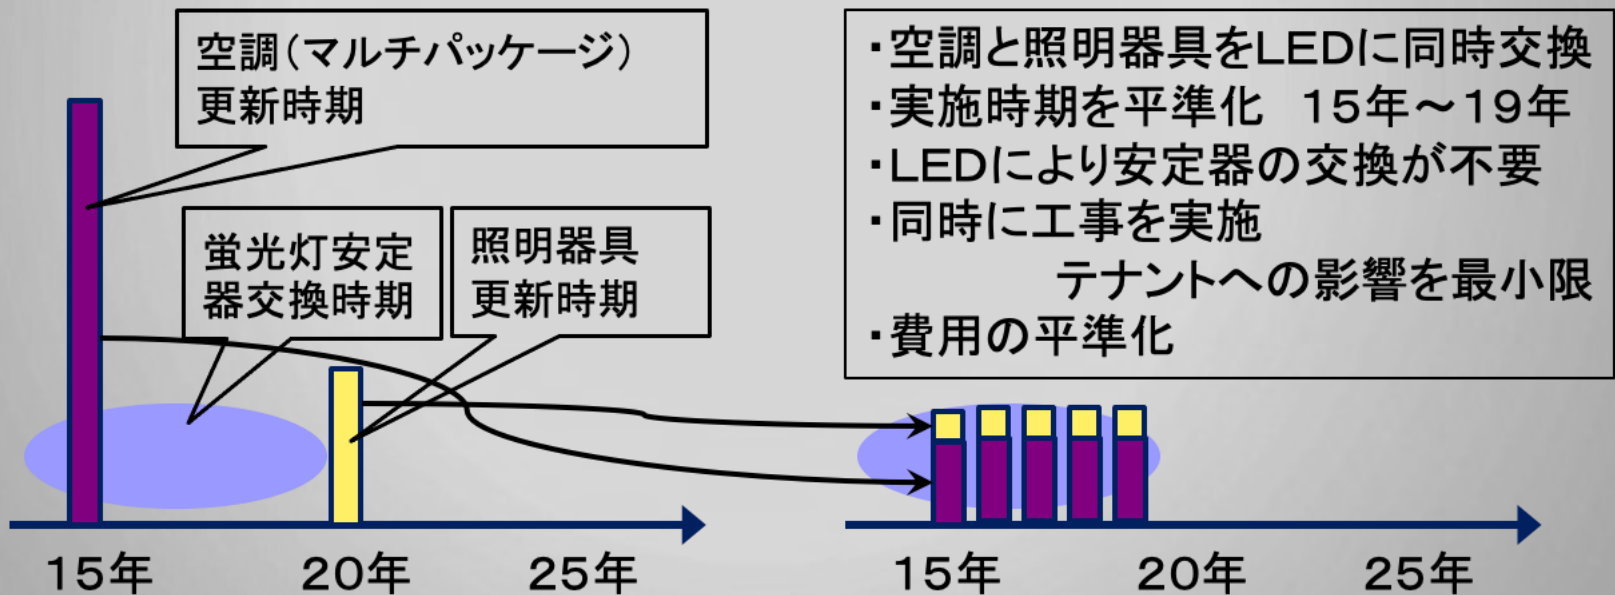 空調(マルチパッケージ)
更新時期
蛍光灯安定
器交換時期
照明器具
更新時期
15年
20年
25年
・空調と照明器具をLEDに同時交換
・実施時期を平準化　15年～19年
・LEDにより安定器の交換が不要
・同時に工事を実施
テナントへの影響を最小限
・費用の平準化
15年
20年
25年